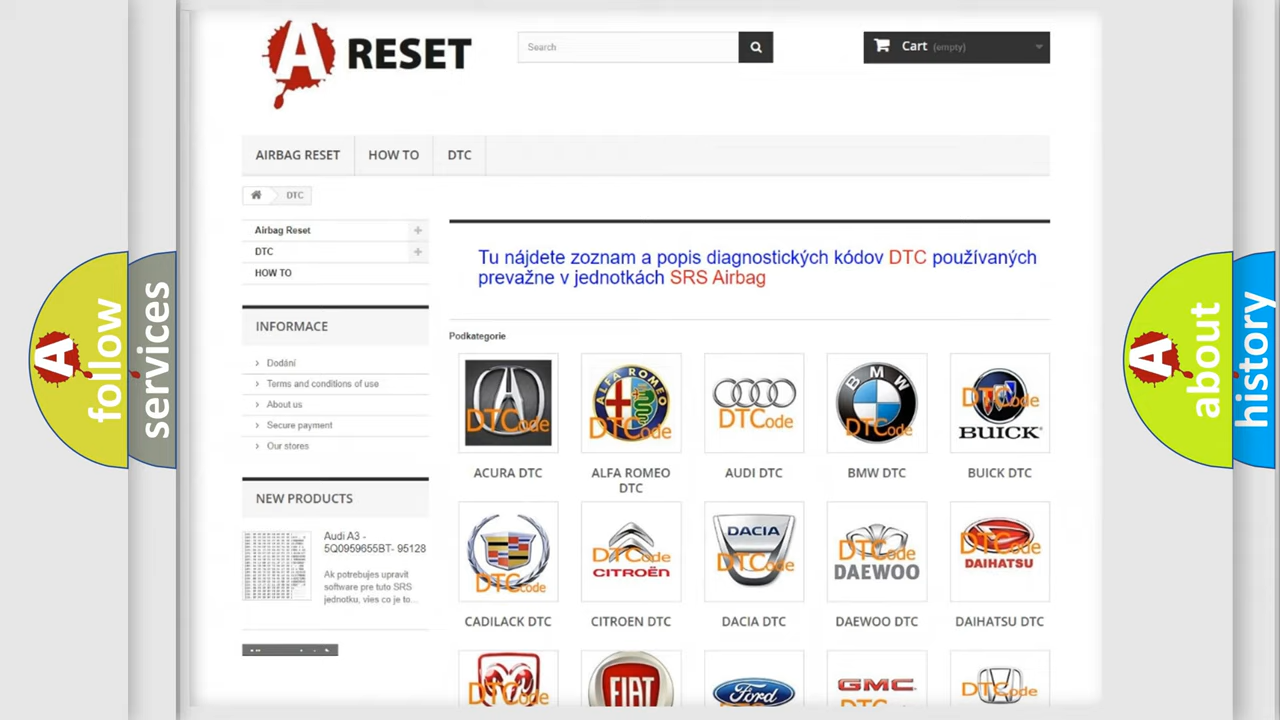 A RESET
Search
Cart (empty)
AIRBAG RESET
HOW TO
DTC
DTC
Airbag Reset
DTC
HOW TO
Tu nájdete zoznam a popis diagnostických kódov DTC používaných
prevažne v jednotkách SRS Airbag
INFORMACE
Dodání
Terms and conditions of use
About us
Secure payment
Our stores
NEW PRODUCTS
Audi A3 -
5Q0959655BT- 95128
Ak potrebujes upravit
software pre tuto SRS
jednotku, vies co je to...
Podkategorie
DTCode
ALFA ROMEO
DTCode
DTCode
BMW
DTCode
DTCode
BUICK
ACURA DTC
ALFA ROMEO
DTC
AUDI DTC
BMW DTC
BUICK DTC
DTCode
DTCode
CITROËN
DACIA
DTCode
DTCode
DAEWOO
DTCode
DAIHATSU
CADILACK DTC
CITROEN DTC
DACIA DTC
DAEWOO DTC
DAIHATSU DTC
DTCode
FIAT
Ford
GMC
DTCode
A follow
services
A about
history